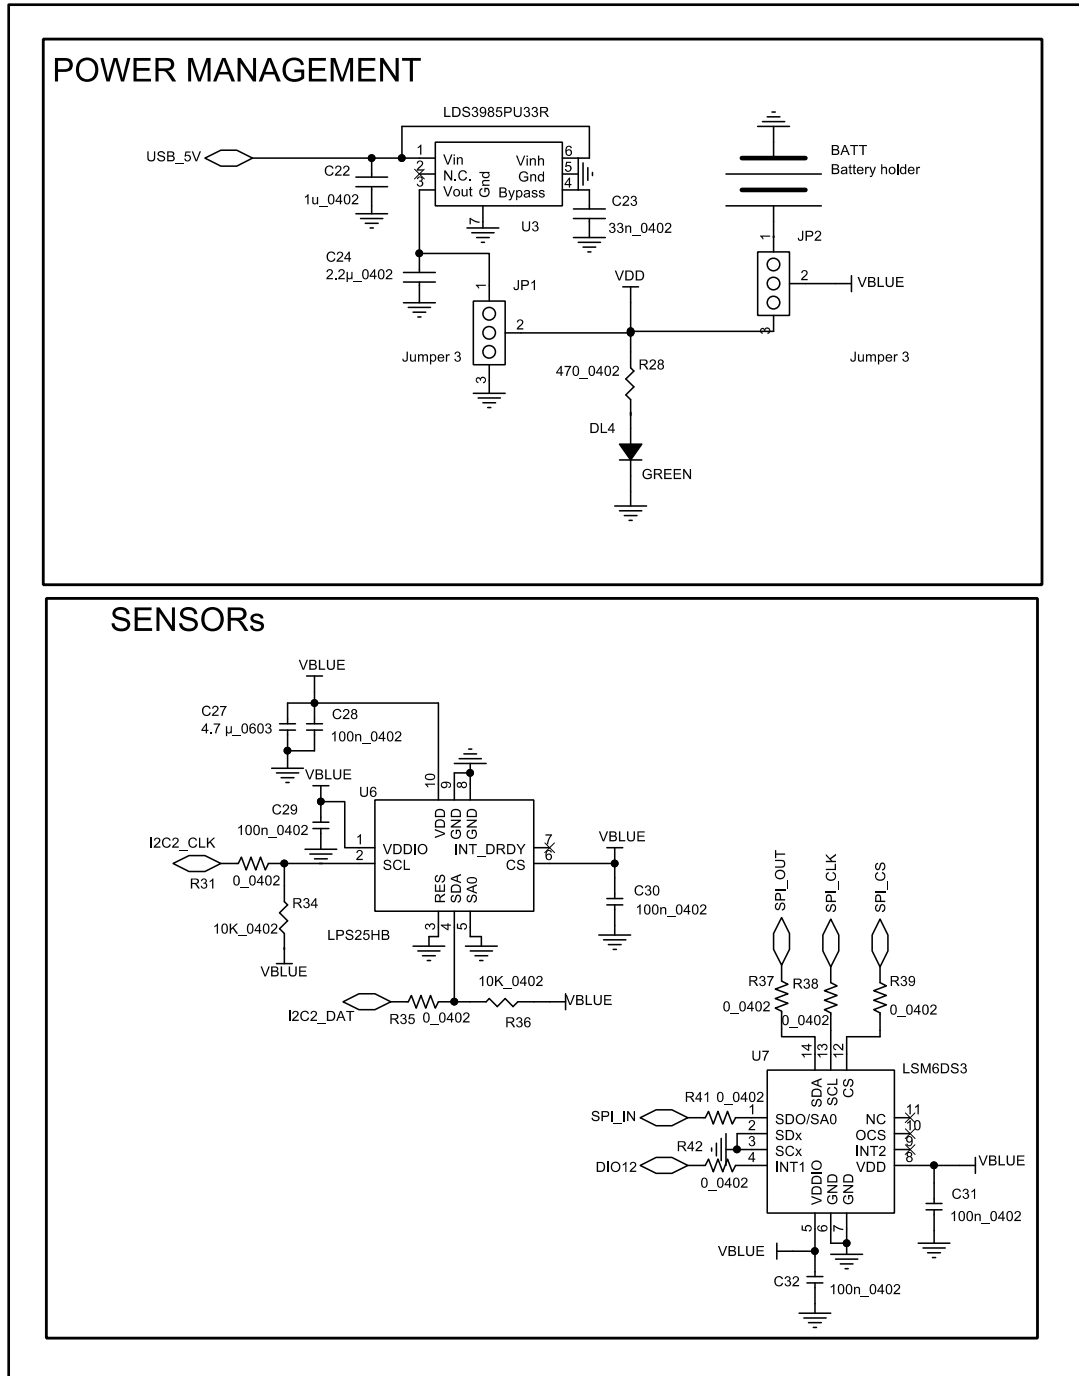 POWER MANAGEMENT
LDS3985PU33R
USB_5V
1
2
3
Vin
N.C.
Vout
Gnd
Vinh
Gnd
Bypass
6
5
4
7
U3
C22
1u_0402
C23
33n_0402
C24
2.2µ_0402
BATT
Battery holder
1
JP2
2
VBLUE
3
Jumper 3
VDD
1
JP1
2
Jumper 3
3
470_0402
R28
DL4
GREEN
SENSORs
VBLUE
C27
4.7 µ_0603
C28
100n_0402
VBLUE
C29
100n_0402
U6
10
9
8
VDD
GND
GND
1
2
VDDIO
SCL
INT_DRDY
CS
7
6
RES
SDA
SA0
3
4
5
LPS25HB
I2C2_CLK
R31
0_0402
R34
10K_0402
VBLUE
VBLUE
C30
100n_0402
I2C2_DAT
R35
0_0402
10K_0402
R36
VBLUE
SPI_OUT
SPI_CLK
SPI_CS
R37
0_0402
R38
0_0402
R39
0_0402
U7
14
13
12
LSM6DS3
SDA
SCL
CS
SPI_IN
R41 0_0402
1
2
3
4
SDO/SA0
SDx
SCx
INT1
NC
OCS
INT2
VDD
11
10
9
8
R42
DIO12
0_0402
VDDIO
GND
GND
5
6
7
VBLUE
C31
100n_0402
VBLUE
C32
100n_0402